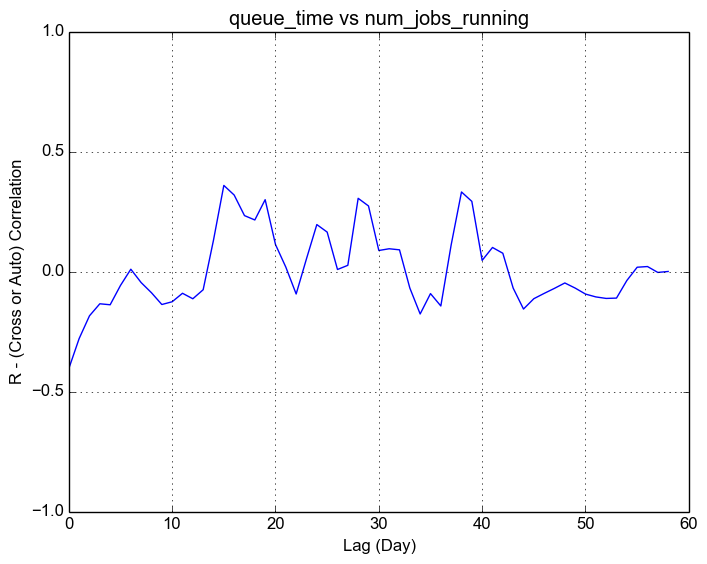 queue_time vs num_jobs_running
R - (Cross or Auto) Correlation
1.0
0.5
0.0
−0.5
−1.0
0 10 20 30 40 50 60
Lag (Day)